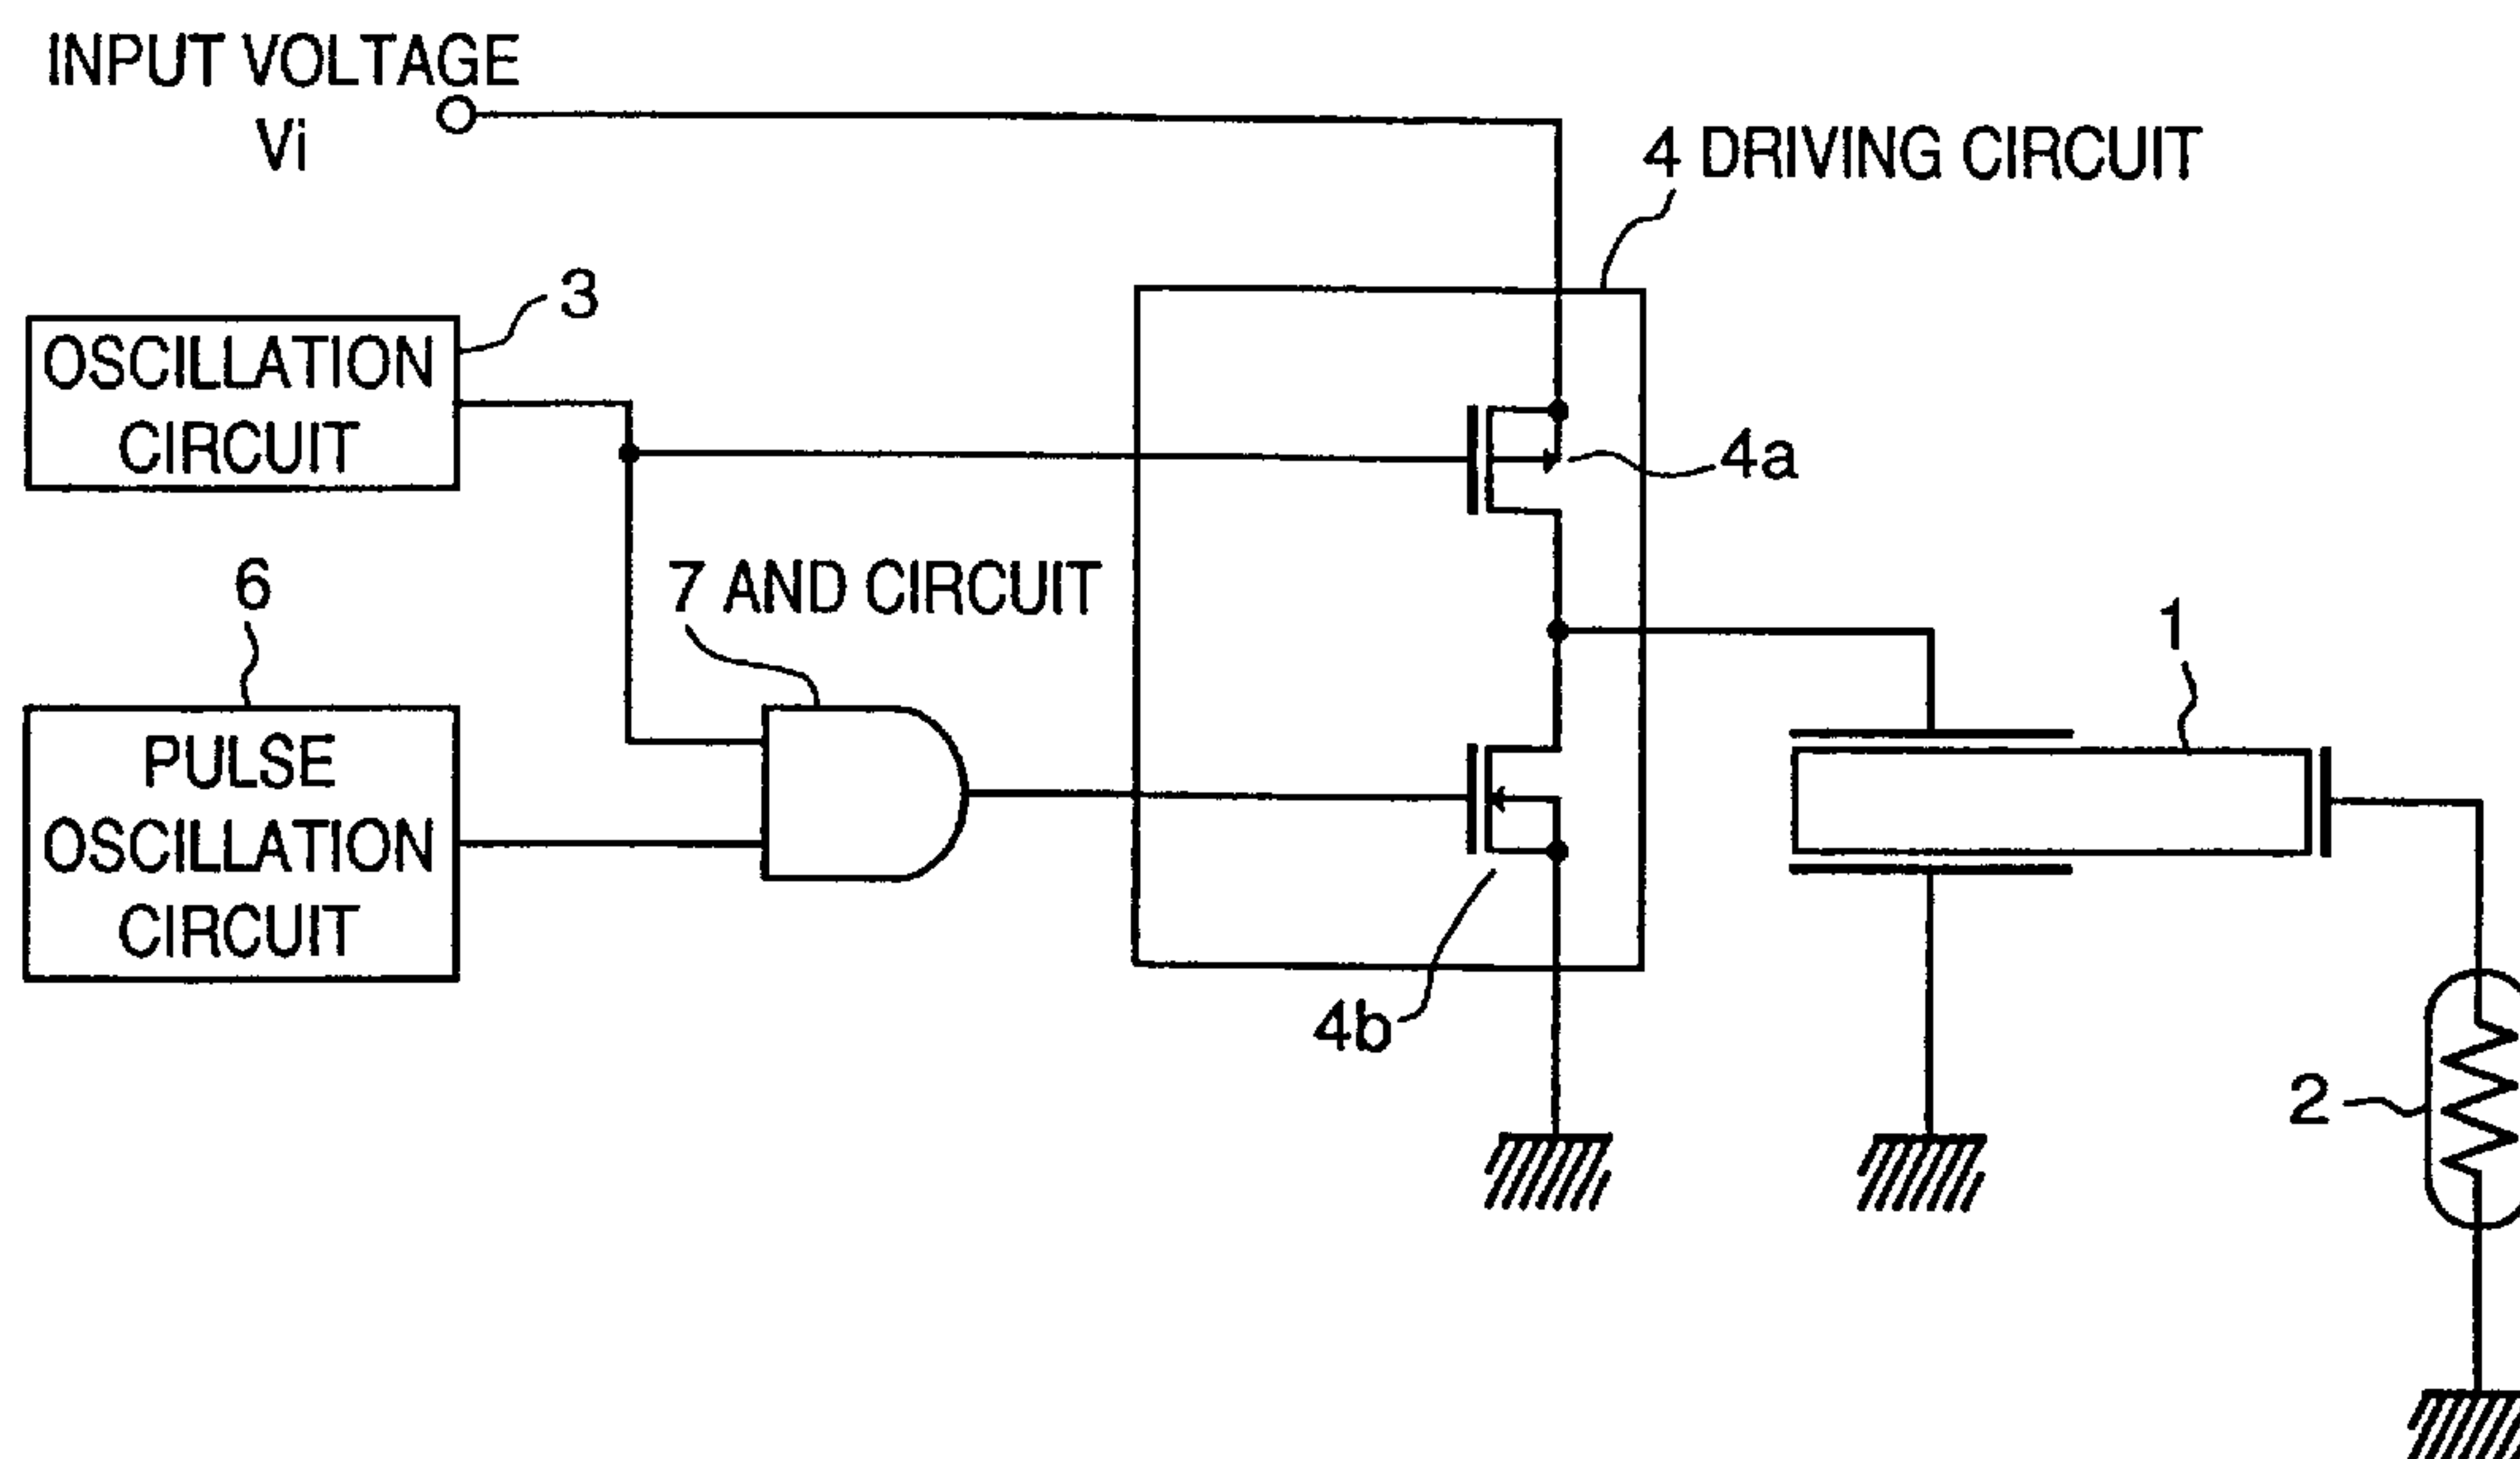 INPUT VOLTAGE
Vi
4 DRIVING CIRCUIT
3
OSCILLATION
CIRCUIT
4a
6
7 AND CIRCUIT
1
PULSE
OSCILLATION
CIRCUIT
4b
2